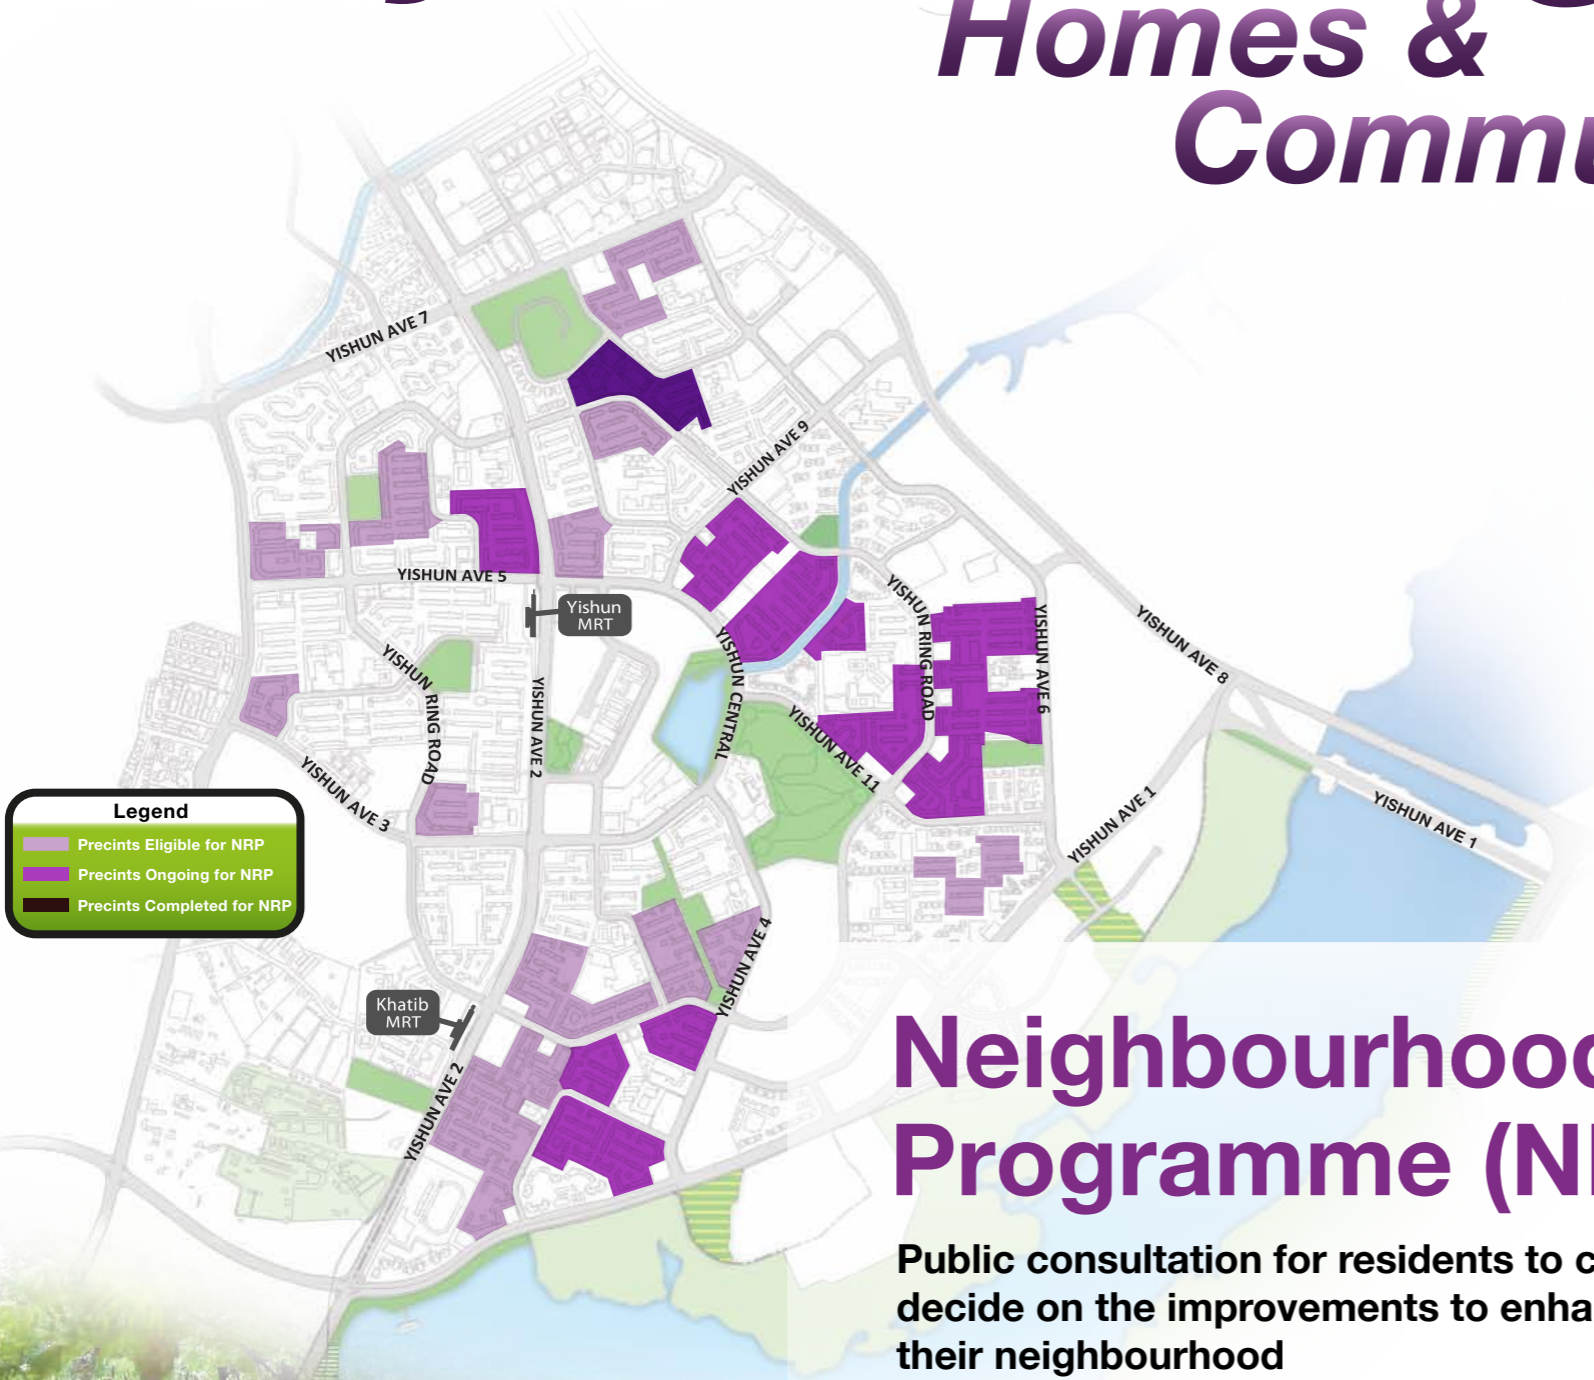 Homes &
Commu
YISHUN AVE 7
YISHUN AVE 9
YISHUN AVE 5
Yishun
MRT
YISHUN RING ROAD
YISHUN AVE 6
YISHUN AVE 8
YISHUN CENTRAL
YISHUN RING ROAD
YISHUN AVE 2
YISHUN AVE 11
YISHUN AVE 3
YISHUN AVE 1
YISHUN AVE 1
Legend
Precints Eligible for NRP
Precints Ongoing for NRP
Precints Completed for NRP
YISHUN AVE 4
Khatib
MRT
YISHUN AVE 2
Neighbourhood
Programme (N
Public consultation for residents to c
decide on the improvements to enha
their neighbourhood